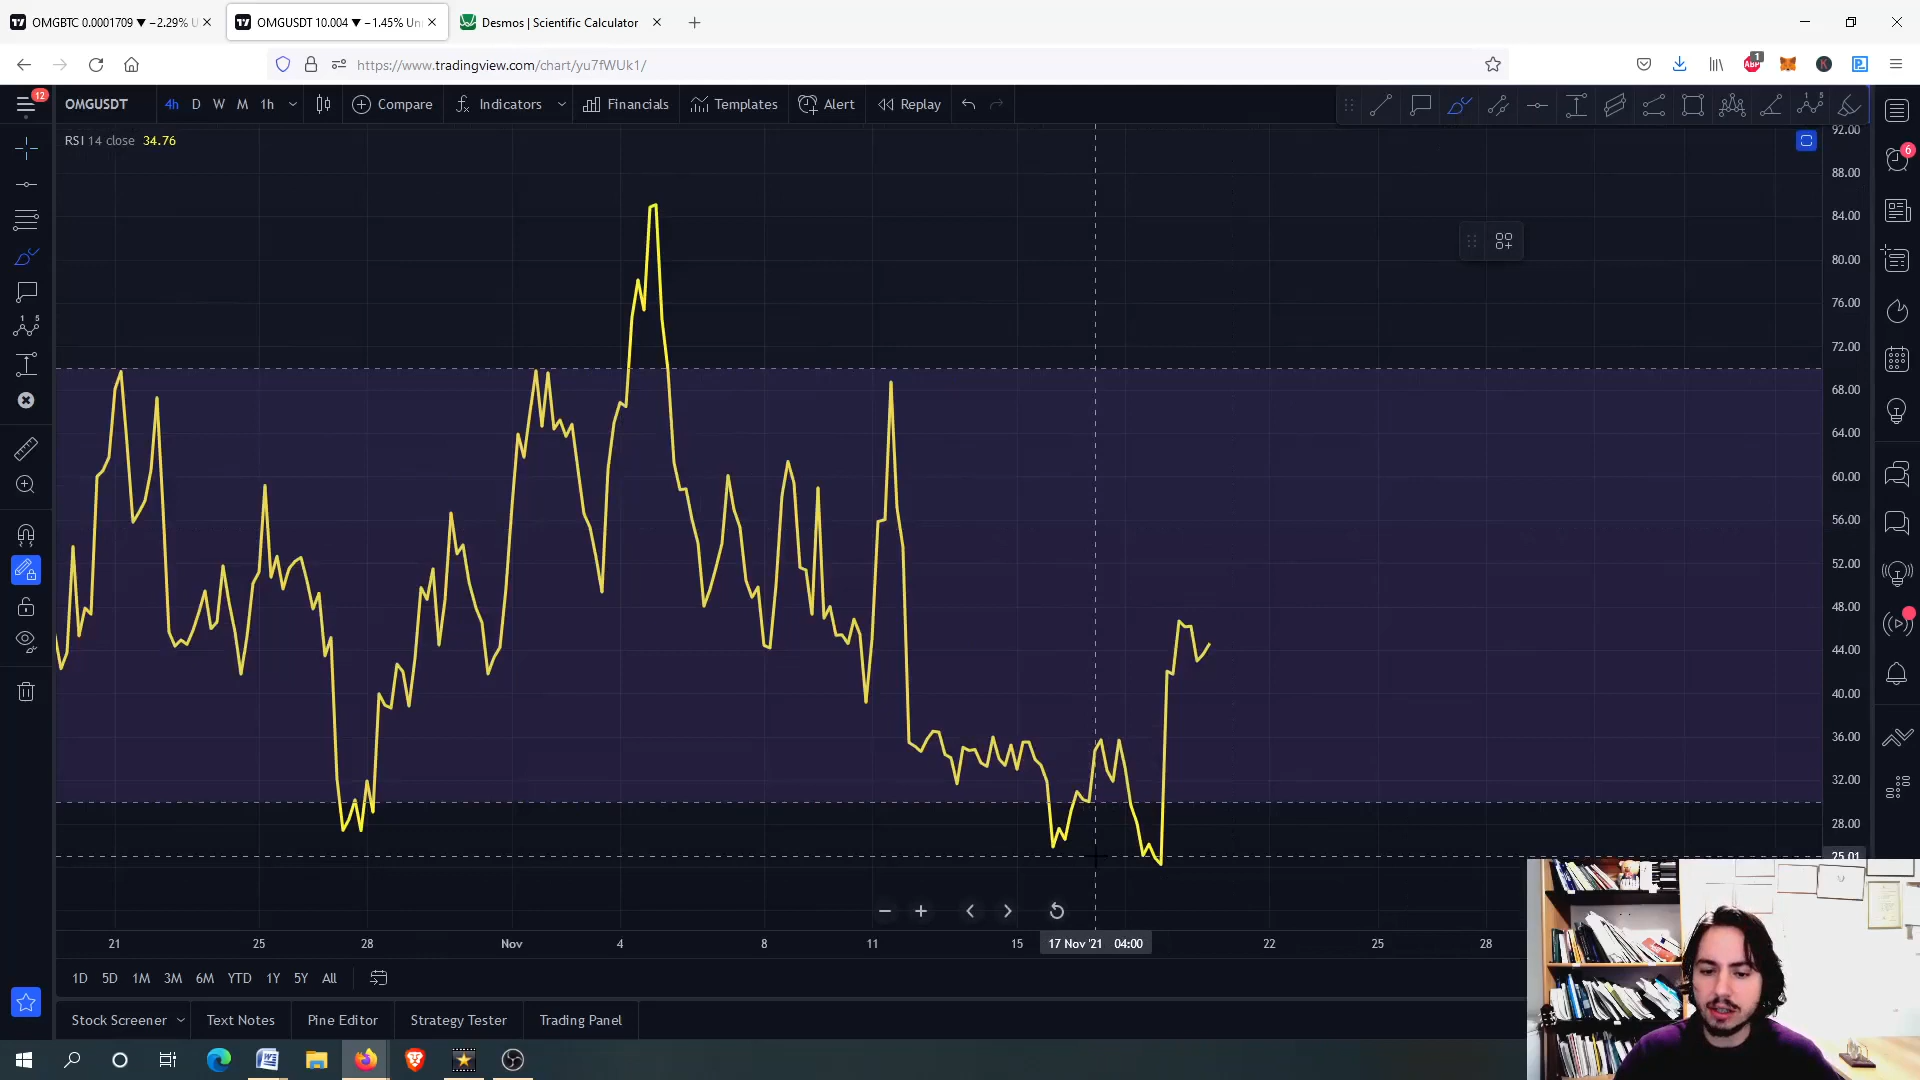 OMGBTC 0.0001709 ▼ −2.29% U
OMGUSDT 10.004 ▼ −1.45% Un
Desmos | Scientific Calculator
https://www.tradingview.com/chart/yu7fWUk1/
1
12
OMGUSDT
4h
D
W
M
1h
Compare
Indicators
Financials
Templates
Alert
Replay
RSI 14 close 34.76
92.00
88.00
84.00
80.00
76.00
72.00
68.00
64.00
60.00
56.00
52.00
48.00
44.00
40.00
36.00
32.00
28.00
25.01
6
21
25
28
Nov
4
8
11
15
17 Nov '21 04:00
22
25
28
1D
5D
1M
3M
6M
YTD
1Y
5Y
All
Stock Screener
Text Notes
Pine Editor
Strategy Tester
Trading Panel